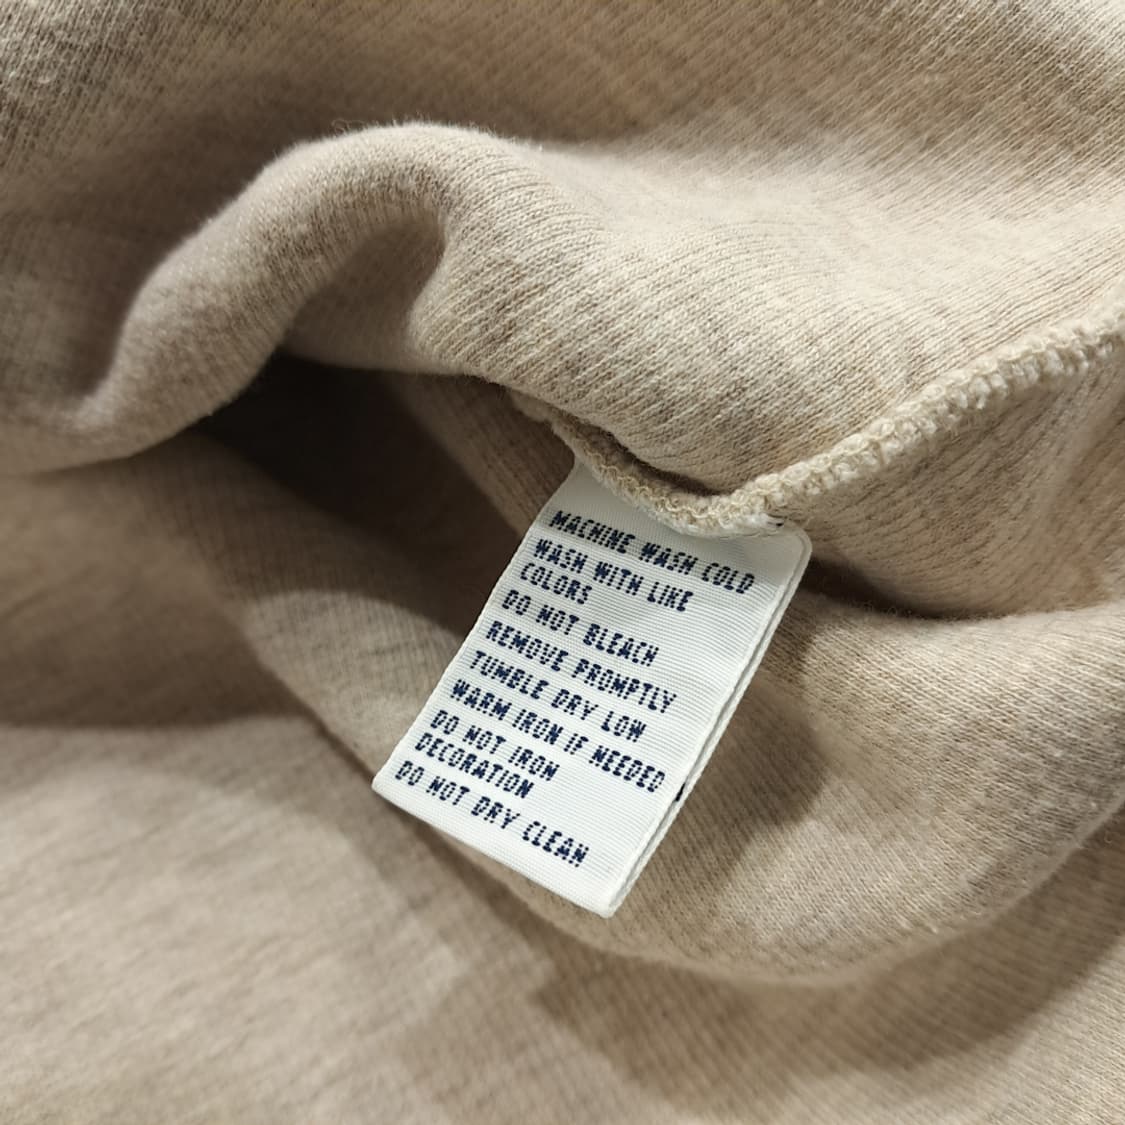 MACHINE WASH COLD
WASH WITH LIKE
COLORS
DO NOT BLEACH
REMOVE PROMPTLY
TUMBLE DRY LOW
WARM IRON IF NEEDED
DO NOT IRON
DECORATION
DO NOT DRY CLEAN